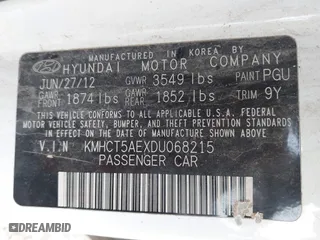 MANUFACTURED IN KOREA BY
HYUNDAI MOTOR COMPANY
JUN/27/12 GVWR 3549 lbs PAINT PGU
GAWR FRONT 1874 lbs GAWR REAR 1852 lbs TRIM 9Y
THIS VEHICLE CONFORMS TO ALL APPLICABLE U.S.A. FEDERAL
MOTOR VEHICLE SAFETY, BUMPER, AND THEFT PREVENTION
STANDARDS IN EFFECT ON THE DATE OF MANUFACTURE SHOWN ABOVE.
V.I.N KMHCT5AEXDU068215
PASSENGER CAR
© DEALERSHIP AUCTIONS